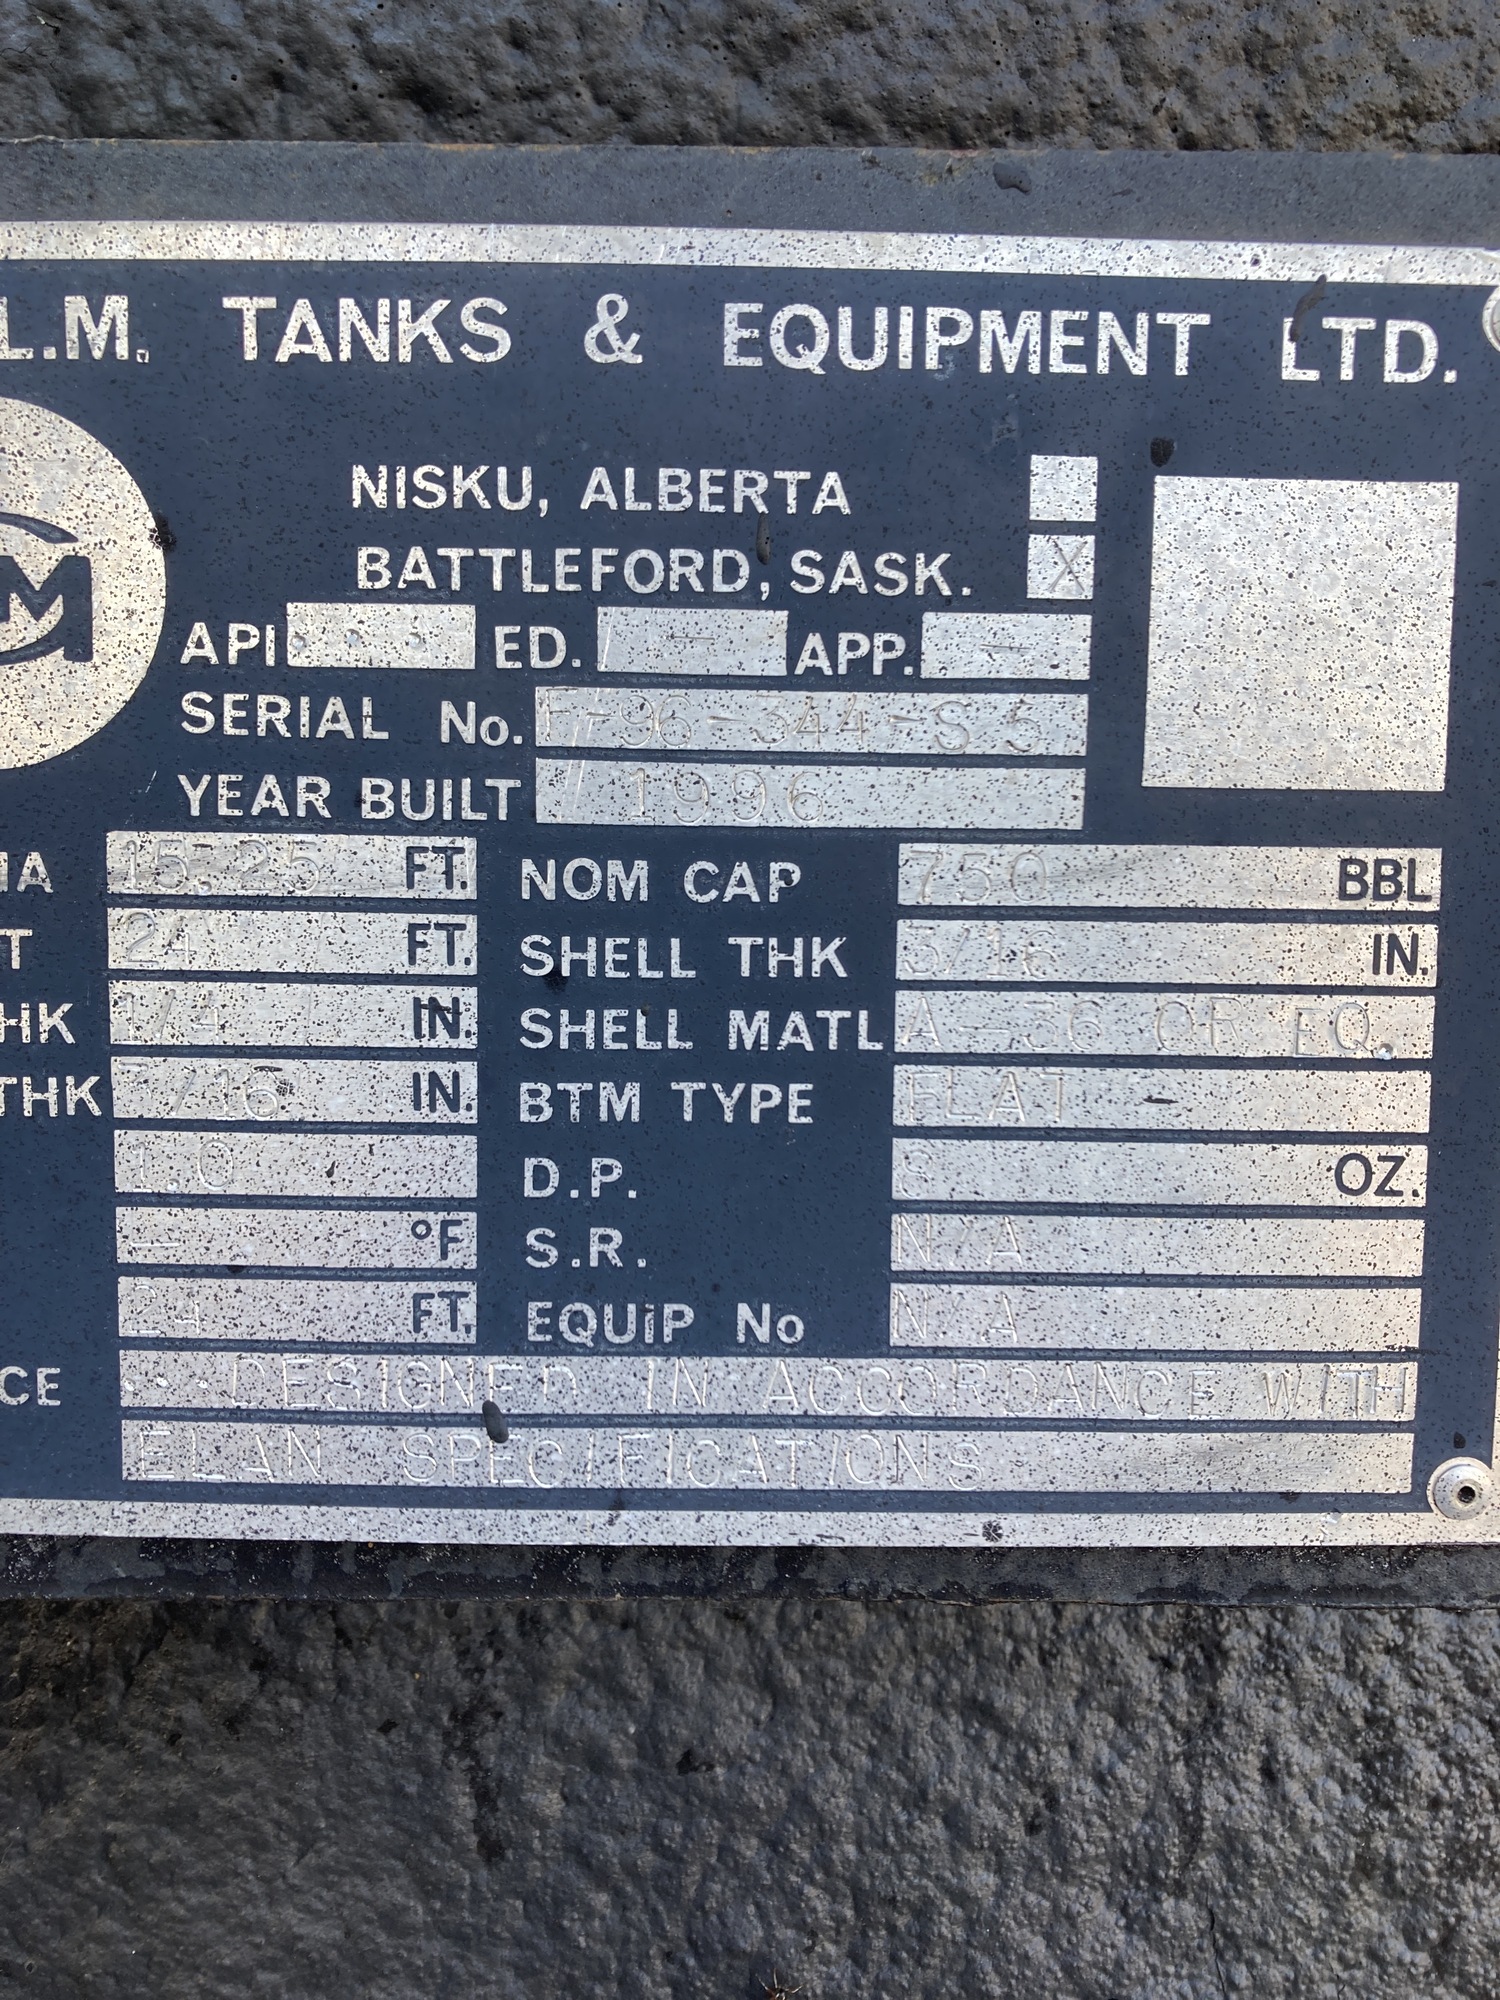 L.M. TANKS & EQUIPMENT LTD.
NISKU, ALBERTA
BATTLEFORD, SASK. X
M
API - - - ED. - APP. -
SERIAL No. F-96-344-S5
YEAR BUILT 1996
IA 15.25 FT. NOM CAP 750 BBL
T 24 FT. SHELL THK 3/16 IN.
HK 1/4 IN. SHELL MATL A-36 OR EQ.
THK 3/16 IN. BTM TYPE FLAT
1.0 D.P. 8 OZ.
- °F S.R. N/A
24 FT. EQUIP No N/A
CE --- DESIGNED IN ACCORDANCE WITH
ELAN SPECIFICATIONS